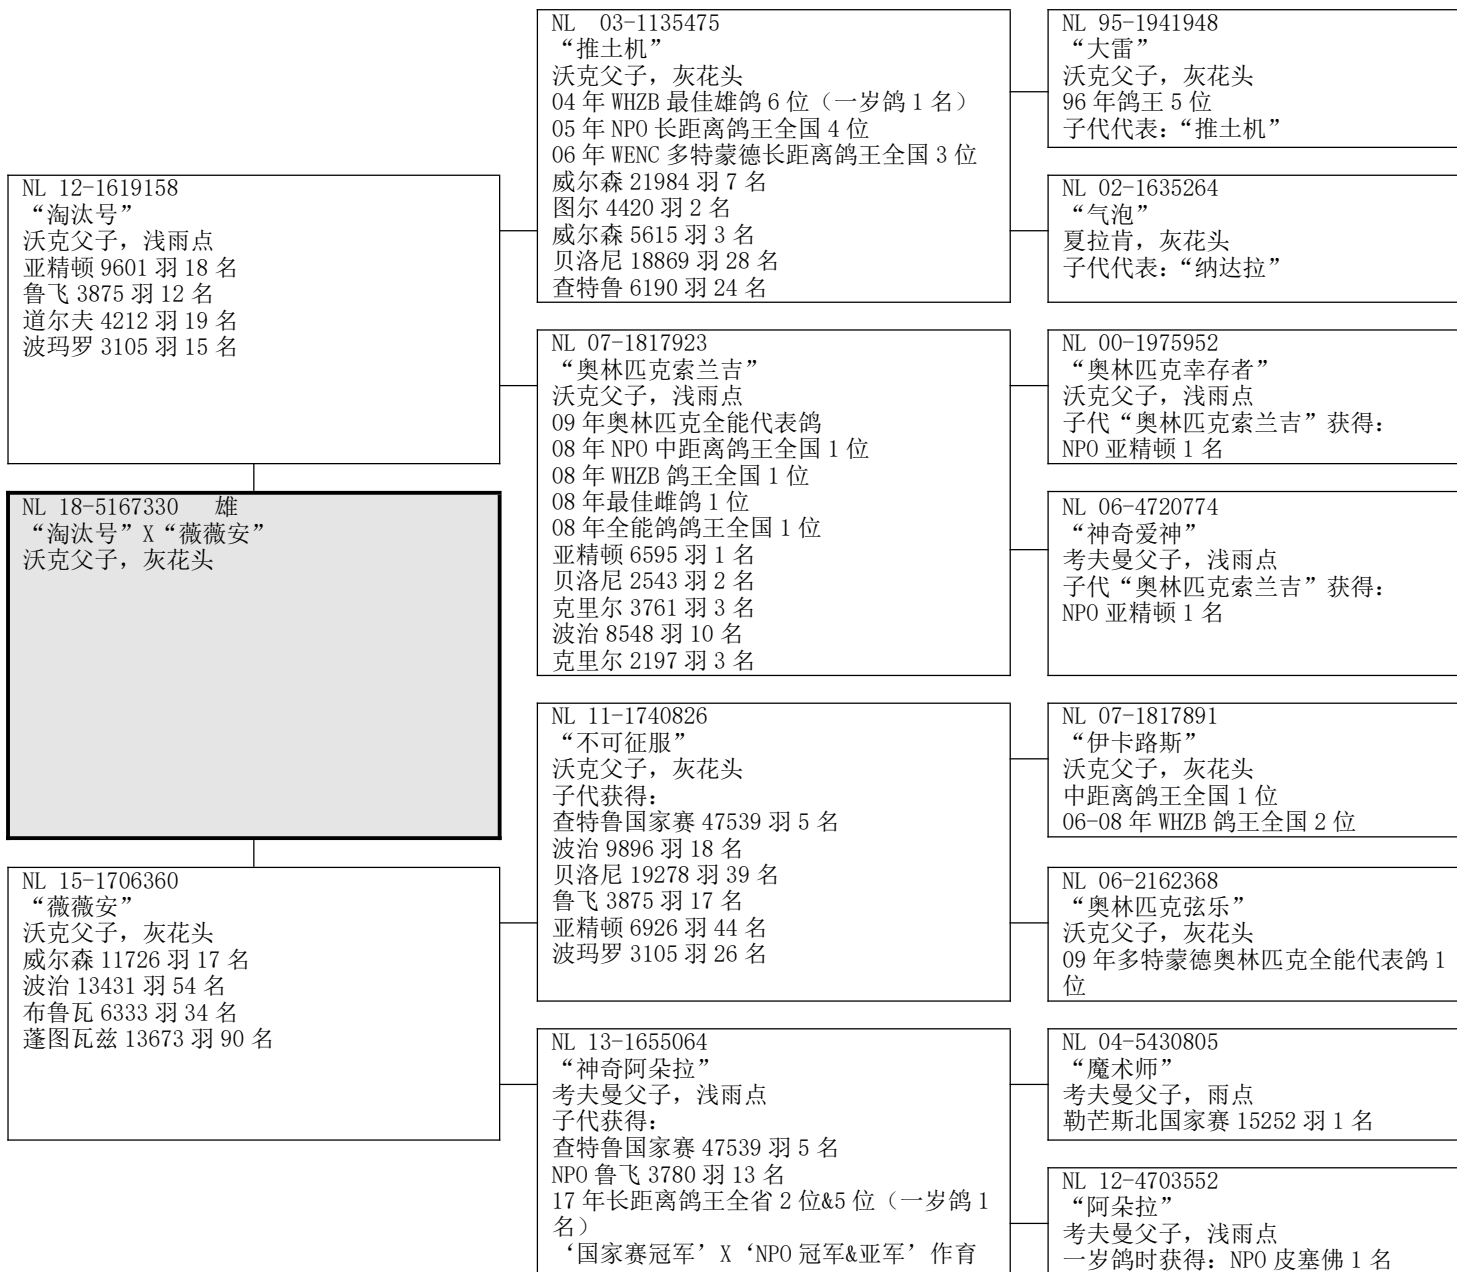 NL 12-1619158
“淘汰号”
沃克父子，浅雨点
亚精顿 9601 羽 18 名
鲁飞 3875 羽 12 名
道尔夫 4212 羽 19 名
波玛罗 3105 羽 15 名
NL 18-5167330 雄
“淘汰号”X“薇薇安”
沃克父子，灰花头
NL 15-1706360
“薇薇安”
沃克父子，灰花头
威尔森 11726 羽 17 名
波治 13431 羽 54 名
布鲁瓦 6333 羽 34 名
蓬图瓦兹 13673 羽 90 名
NL 03-1135475
“推土机”
沃克父子，灰花头
04 年 WHZB 最佳雄鸽 6 位（一岁鸽 1 名）
05 年 NPO 长距离鸽王全国 4 位
06 年 WENC 多特蒙德长距离鸽王全国 3 位
威尔森 21984 羽 7 名
图尔 4420 羽 2 名
威尔森 5615 羽 3 名
贝洛尼 18869 羽 28 名
查特鲁 6190 羽 24 名
NL 07-1817923
“奥林匹克索兰吉”
沃克父子，浅雨点
09 年奥林匹克全能代表鸽
08 年 NPO 中距离鸽王全国 1 位
08 年 WHZB 鸽王全国 1 位
08 年最佳雌鸽 1 位
08 年全能鸽鸽王全国 1 位
亚精顿 6595 羽 1 名
贝洛尼 2543 羽 2 名
克里尔 3761 羽 3 名
波治 8548 羽 10 名
克里尔 2197 羽 3 名
NL 11-1740826
“不可征服”
沃克父子，灰花头
子代获得：
查特鲁国家赛 47539 羽 5 名
波治 9896 羽 18 名
贝洛尼 19278 羽 39 名
鲁飞 3875 羽 17 名
亚精顿 6926 羽 44 名
波玛罗 3105 羽 26 名
NL 13-1655064
“神奇阿朵拉”
考夫曼父子，浅雨点
子代获得：
查特鲁国家赛 47539 羽 5 名
NPO 鲁飞 3780 羽 13 名
17 年长距离鸽王全省 2 位&5 位（一岁鸽 1
名）
‘国家赛冠军’X‘NPO 冠军&亚军’作育
NL 95-1941948
“大雷”
沃克父子，灰花头
96 年鸽王 5 位
子代代表：“推土机”
NL 02-1635264
“气泡”
夏拉肯，灰花头
子代代表：“纳达拉”
NL 00-1975952
“奥林匹克幸存者”
沃克父子，浅雨点
子代“奥林匹克索兰吉”获得：
NPO 亚精顿 1 名
NL 06-4720774
“神奇爱神”
考夫曼父子，浅雨点
子代“奥林匹克索兰吉”获得：
NPO 亚精顿 1 名
NL 07-1817891
“伊卡路斯”
沃克父子，灰花头
中距离鸽王全国 1 位
06-08 年 WHZB 鸽王全国 2 位
NL 06-2162368
“奥林匹克弦乐”
沃克父子，灰花头
09 年多特蒙德奥林匹克全能代表鸽 1
位
NL 04-5430805
“魔术师”
考夫曼父子，雨点
勒芒斯北国家赛 15252 羽 1 名
NL 12-4703552
“阿朵拉”
考夫曼父子，浅雨点
一岁鸽时获得：NPO 皮塞佛 1 名